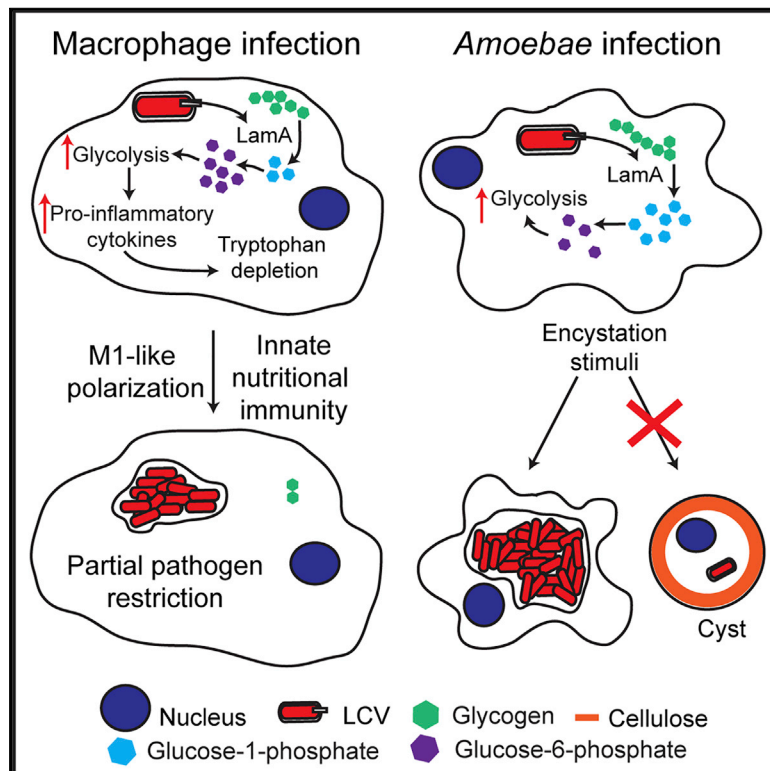 Macrophage infection
LamA
Glycolysis
Pro-inflammatory
cytokines
Tryptophan
depletion
M1-like
polarization
Innate
nutritional
immunity
Partial pathogen
restriction
Amoebae infection
LamA
Glycolysis
Encystation
stimuli
Cyst
Nucleus
LCV
Glycogen
Cellulose
Glucose-1-phosphate
Glucose-6-phosphate